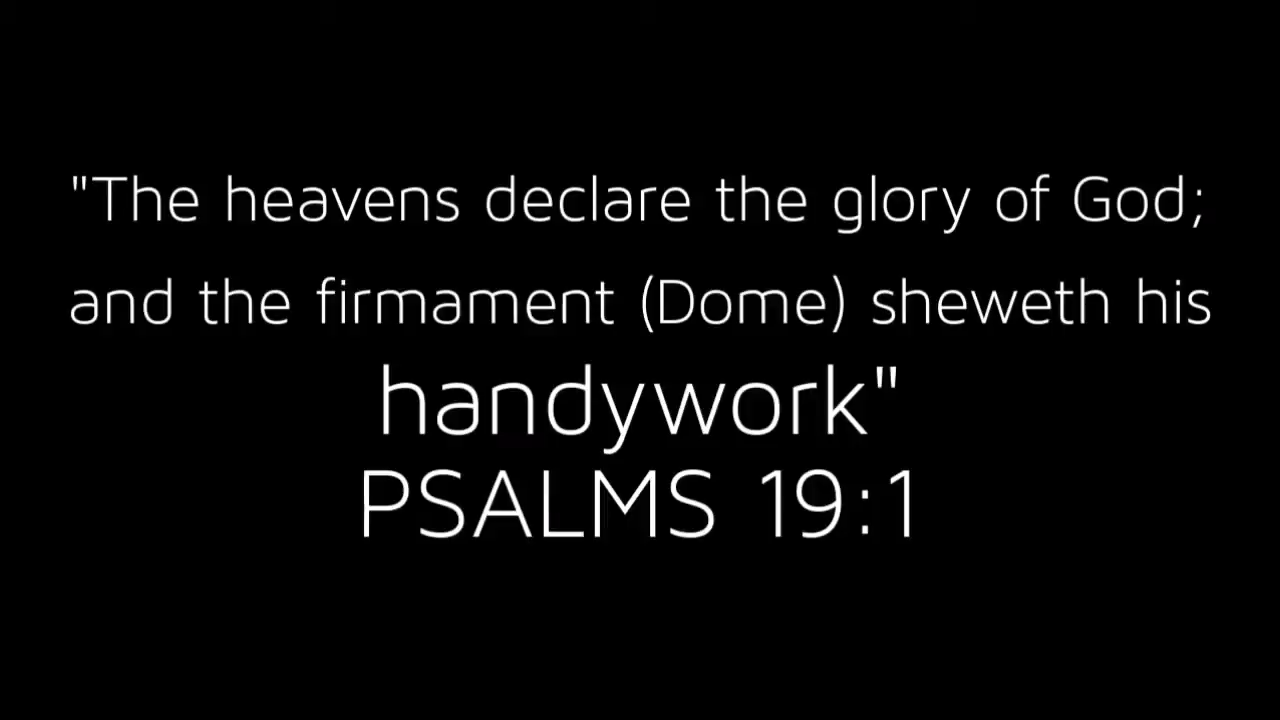 "The heavens declare the glory of God;
and the firmament (Dome) sheweth his
handywork"
PSALMS 19:1